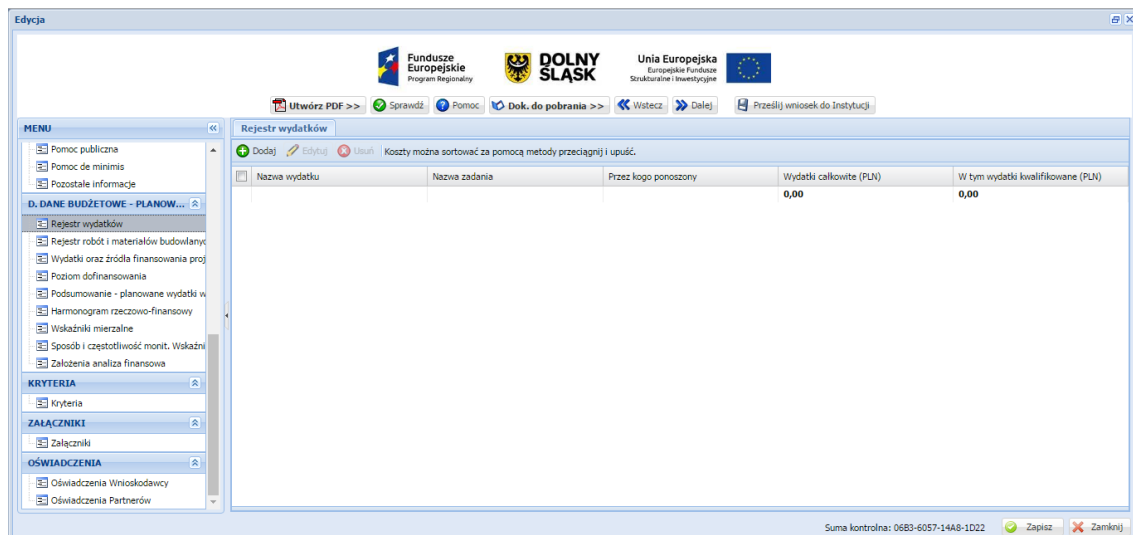 Edycja
Fundusze
Europejskie
Program Regionalny
DOLNY
ŚLĄSK
Unia Europejska
Europejskie Fundusze
Strukturalne i Inwestycyjne
Utwórz PDF >> Sprawdź Pomoc Dok. do pobrania >> Wstecz Dalej Prześlij wniosek do Instytucji
MENU
Pomoc publiczna
Pomoc de minimis
Pozostałe informacje
D. DANE BUDŻETOWE - PLANOW...
Rejestr wydatków
Rejestr robót i materiałów budowlanyc
Wydatki oraz źródła finansowania proj
Poziom dofinansowania
Podsumowanie - planowane wydatki w
Harmonogram rzeczowo-finansowy
Wskaźniki mierzalne
Sposób i częstotliwość monit. Wskaźni
Założenia analiza finansowa
KRYTERIA
Kryteria
ZAŁĄCZNIKI
Załączniki
OŚWIADCZENIA
Oświadczenia Wnioskodawcy
Oświadczenia Partnerów
Rejestr wydatków
Dodaj Edytuj Usuń Koszty można sortować za pomocą metody przeciągnij i upuść.
Nazwa wydatku Nazwa zadania Przez kogo ponoszony Wydatki całkowite (PLN) W tym wydatki kwalifikowane (PLN)
0,00 0,00
Suma kontrolna: 06B3-6057-14A8-1D22 Zapisz Zamknij